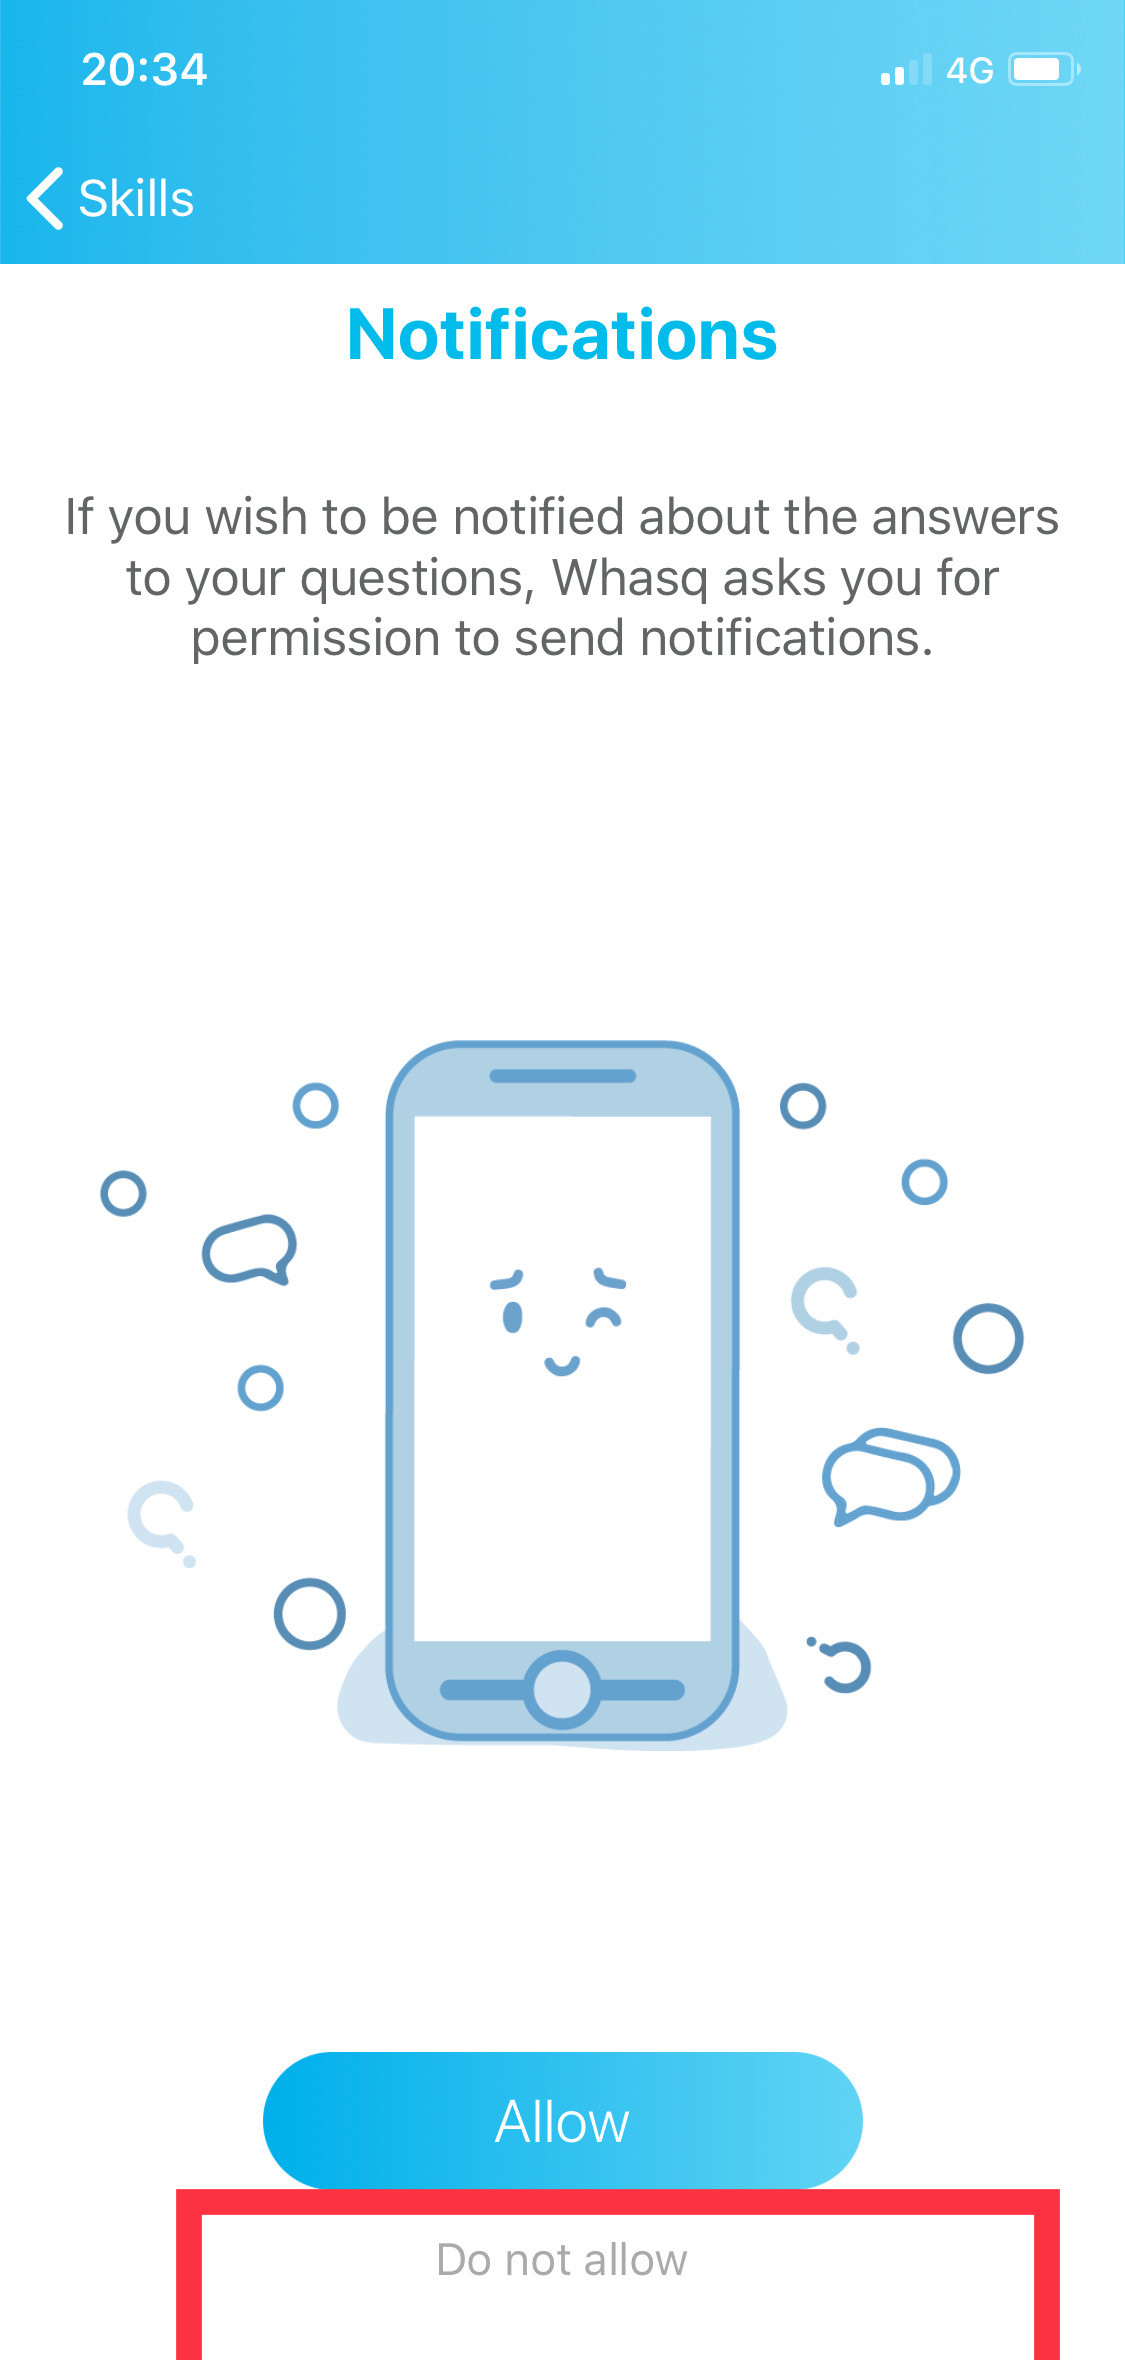 20:34
4G
Skills
Notifications
If you wish to be notified about the answers
to your questions, Whasq asks you for
permission to send notifications.
Allow
Do not allow